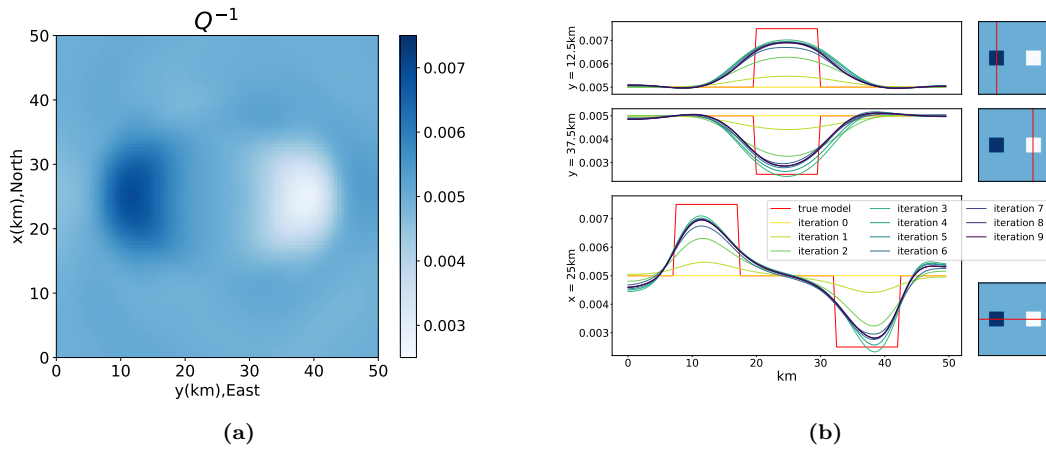 Q⁻¹
50
40
30
20
10
0
x(km),North
0 10 20 30 40 50
y(km),East
0.007
0.006
0.005
0.004
0.003
(a)
y = 12.5km
0.007
0.006
0.005
y = 37.5km
0.005
0.004
0.003
x = 25km
0.007
0.006
0.005
0.004
0.003
true model
iteration 0
iteration 1
iteration 2
iteration 3
iteration 4
iteration 5
iteration 6
iteration 7
iteration 8
iteration 9
0 10 20 30 40 50
km
(b)